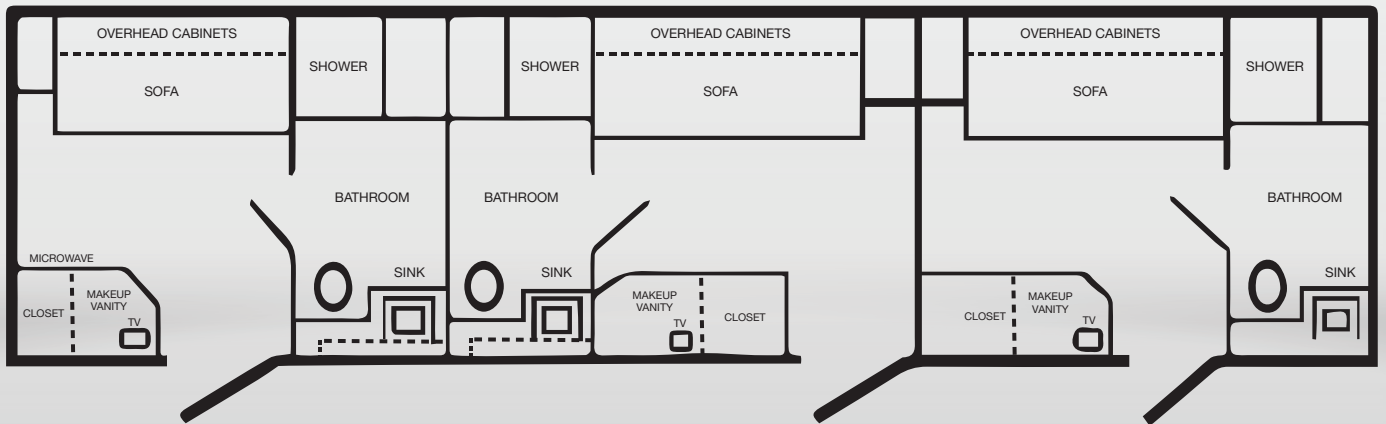 OVERHEAD CABINETS
SOFA
SHOWER
SHOWER
OVERHEAD CABINETS
SOFA
OVERHEAD CABINETS
SOFA
SHOWER
BATHROOM
BATHROOM
BATHROOM
MICROWAVE
CLOSET
MAKEUP
VANITY
TV
SINK
SINK
MAKEUP
VANITY
TV
CLOSET
CLOSET
MAKEUP
VANITY
TV
SINK